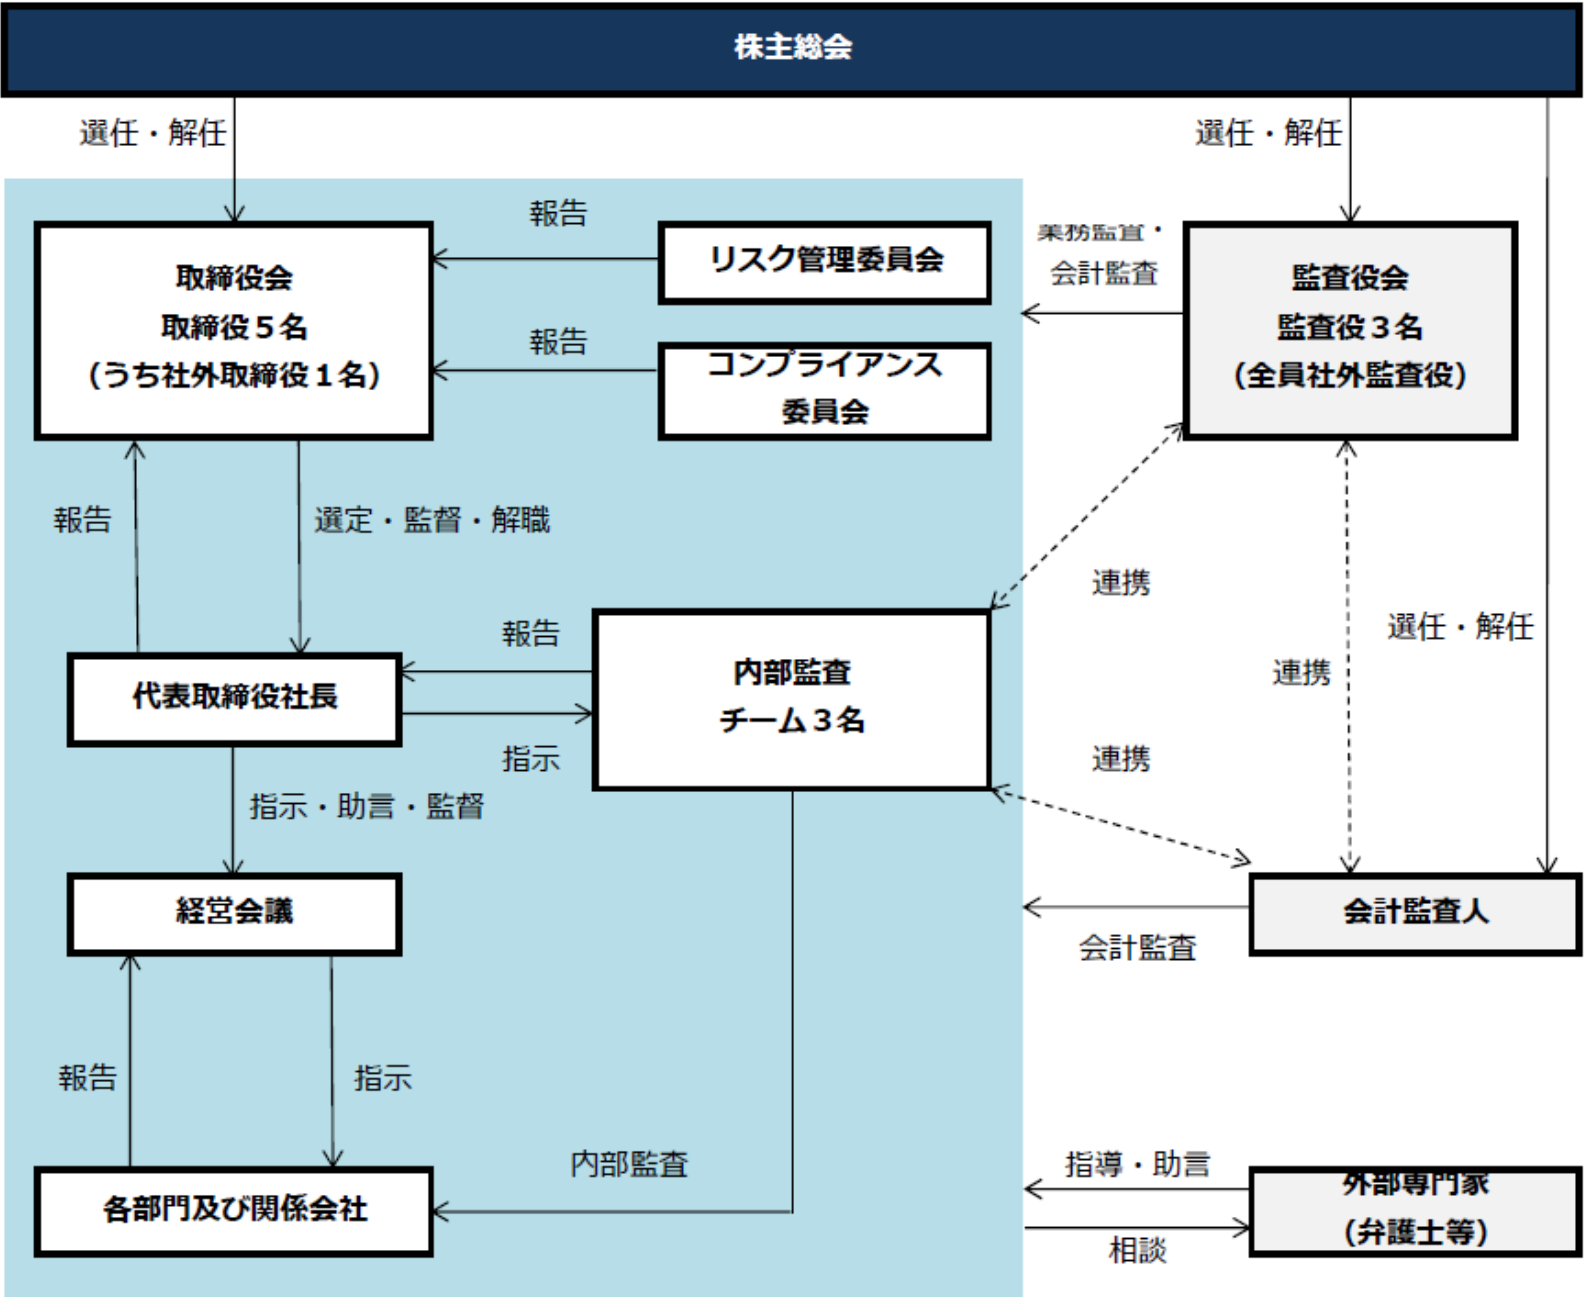 株主総会
選任・解任
選任・解任
報告
業務監査・
会計監査
取締役会
取締役５名
(うち社外取締役１名)
リスク管理委員会
監査役会
監査役３名
(全員社外監査役)
報告
コンプライアンス
委員会
報告
選定・監督・解職
連携
選任・解任
報告
内部監査
チーム３名
連携
代表取締役社長
指示
連携
指示・助言・監督
経営会議
会計監査人
会計監査
報告
指示
内部監査
指導・助言
各部門及び関係会社
外部専門家
(弁護士等)
相談